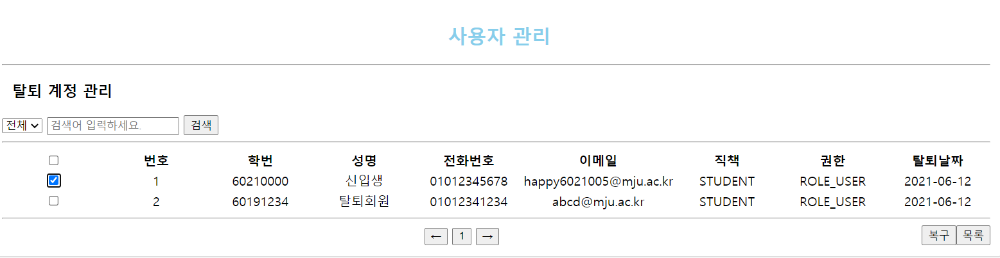 사용자 관리
탈퇴 계정 관리
전체 검색어 입력하세요. 검색
번호 학번 성명 전화번호 이메일 직책 권한 탈퇴날짜
1 60210000 신입생 01012345678 happy6021005@mju.ac.kr STUDENT ROLE_USER 2021-06-12
2 60191234 탈퇴회원 01012341234 abcd@mju.ac.kr STUDENT ROLE_USER 2021-06-12
← 1 → 복구 목록